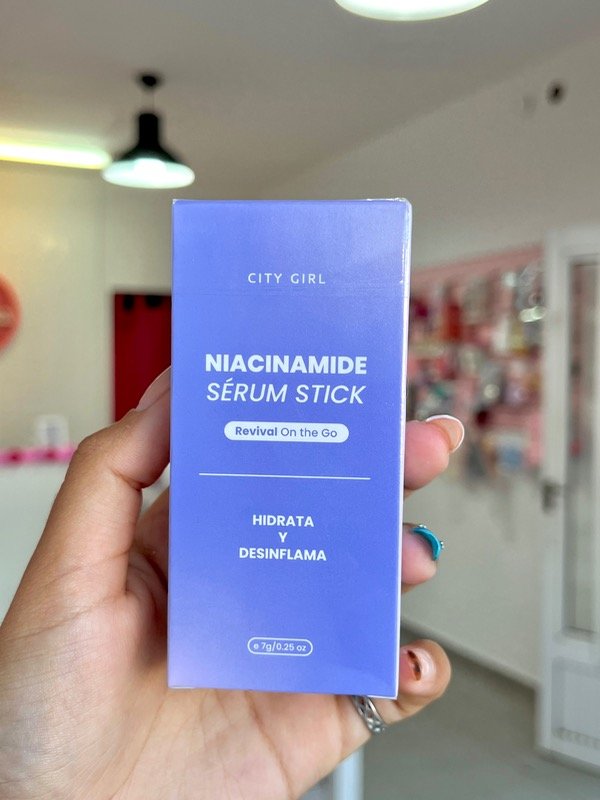 CITY GIRL
NIACINAMIDE
SÉRUM STICK
Revival On the Go
HIDRATA
Y
DESINFLAMA
e 7g/0.25 oz